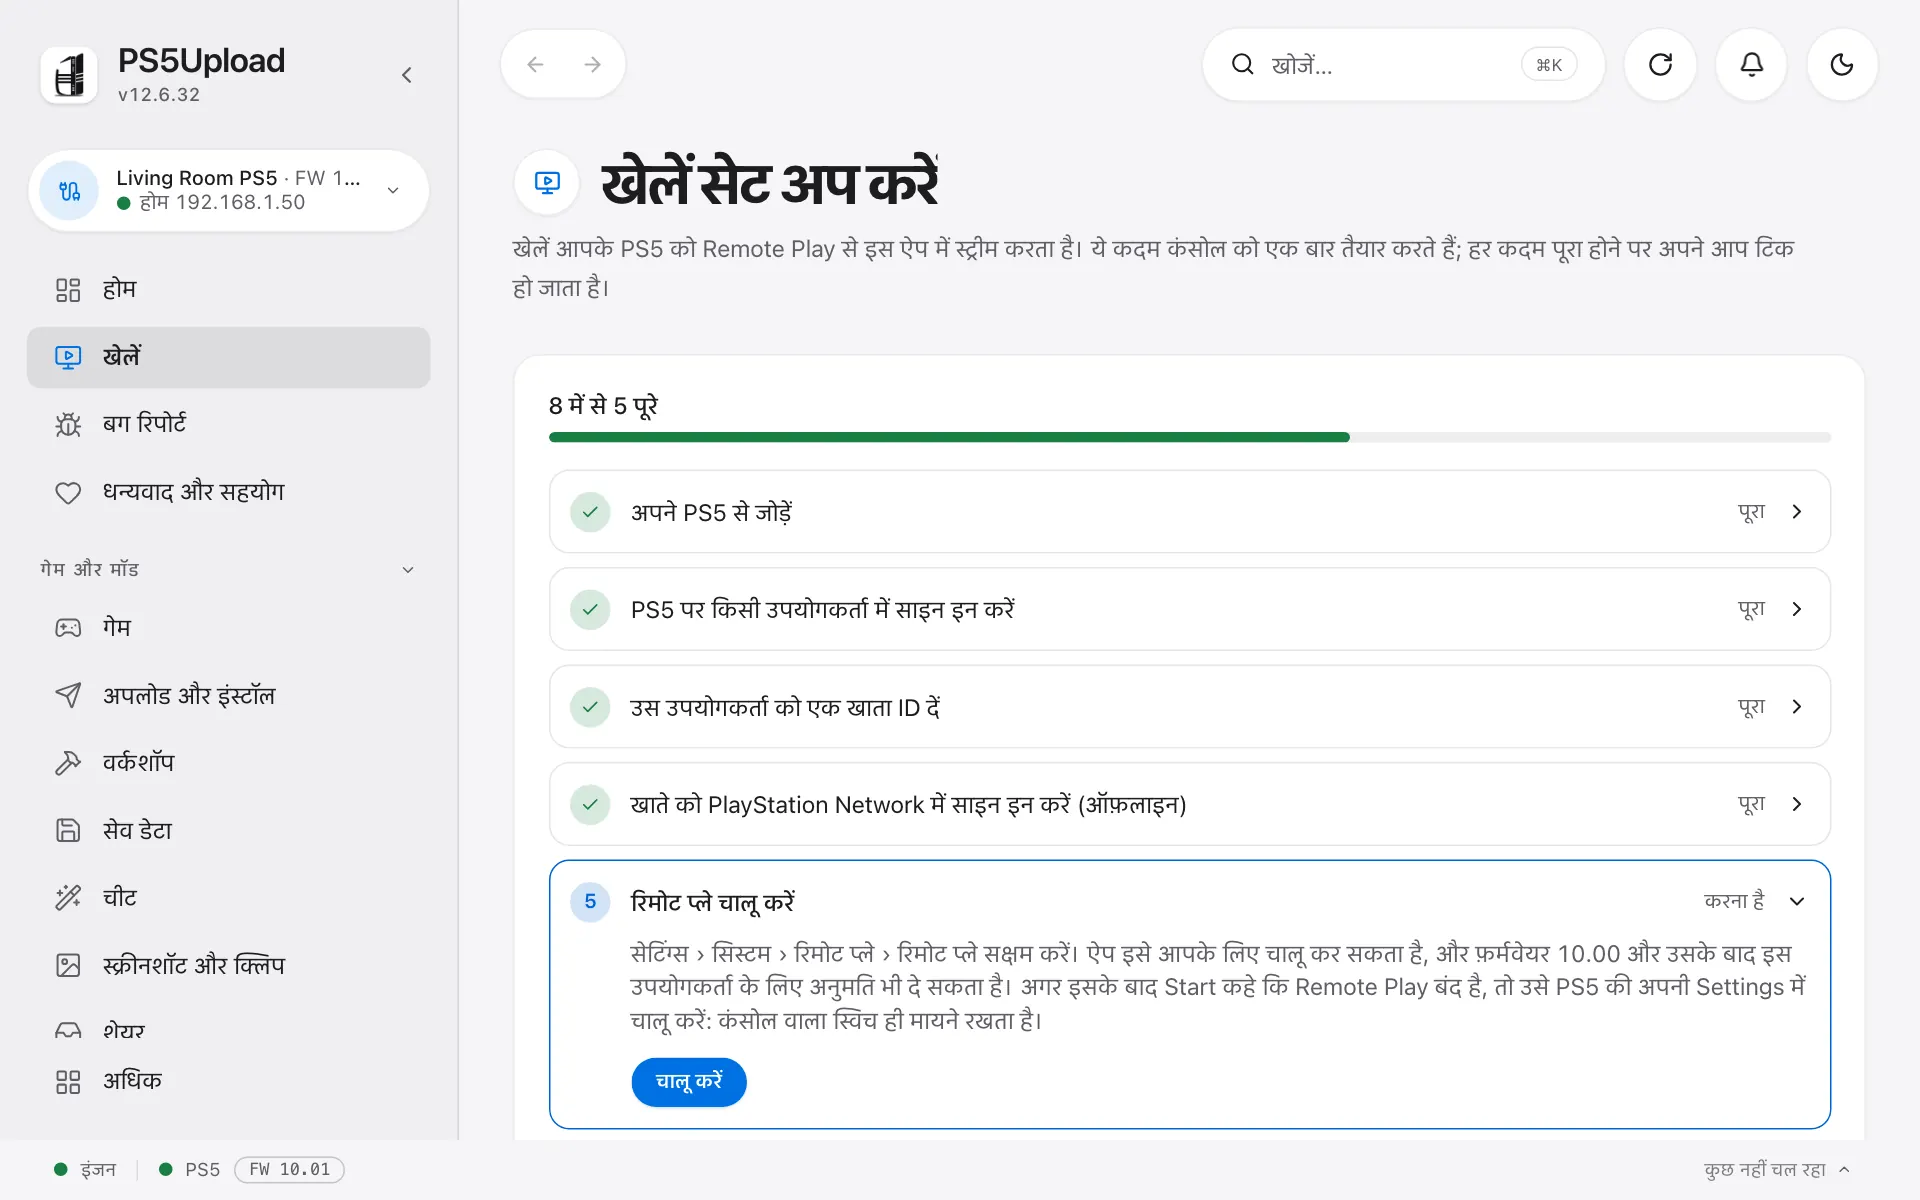 PS5Upload
v12.6.32
Living Room PS5 · FW 1...
होम 192.168.1.50
होम
खेलें
बग रिपोर्ट
धन्यवाद और सहयोग
गेम और मॉड
गेम
अपलोड और इंस्टॉल
वर्कशॉप
सेव डेटा
चीट
स्क्रीनशॉट और क्लिप
शेयर
अधिक
खोजें...
⌘K
खेलें सेट अप करें
खेलें आपके PS5 को Remote Play से इस ऐप में स्ट्रीम करता है। ये कदम कंसोल को एक बार तैयार करते हैं; हर कदम पूरा होने पर अपने आप टिक
हो जाता है।
8 में से 5 पूरे
अपने PS5 से जोड़ें
पूरा
PS5 पर किसी उपयोगकर्ता में साइन इन करें
पूरा
उस उपयोगकर्ता को एक खाता ID दें
पूरा
खाते को PlayStation Network में साइन इन करें (ऑफ़लाइन)
पूरा
5
रिमोट प्ले चालू करें
करना है
सेटिंग्स › सिस्टम › रिमोट प्ले › रिमोट प्ले सक्षम करें। ऐप इसे आपके लिए चालू कर सकता है, और फ़र्मवेयर 10.00 और उसके बाद इस
उपयोगकर्ता के लिए अनुमति भी दे सकता है। अगर इसके बाद Start कहे कि Remote Play बंद है, तो उसे PS5 की अपनी Settings में
चालू करें: कंसोल वाला स्विच ही मायने रखता है।
चालू करें
इंजन
PS5
FW 10.01
कुछ नहीं चल रहा